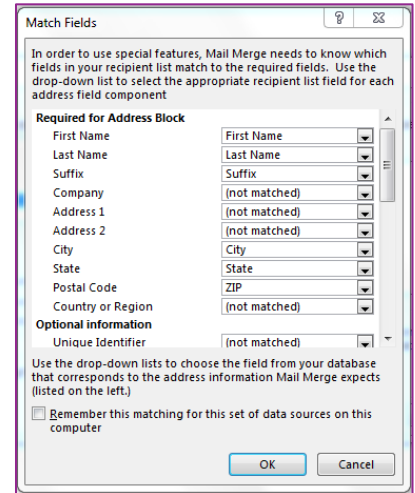 Match Fields
In order to use special features, Mail Merge needs to know which
fields in your recipient list match to the required fields. Use the
drop-down list to select the appropriate recipient list field for each
address field component
Required for Address Block
First Name First Name
Last Name Last Name
Suffix Suffix
Company (not matched)
Address 1 (not matched)
Address 2 (not matched)
City City
State State
Postal Code ZIP
Country or Region (not matched)
Optional information
Unique Identifier (not matched)
Use the drop-down lists to choose the field from your database
that corresponds to the address information Mail Merge expects
(listed on the left.)
Remember this matching for this set of data sources on this
computer
OK Cancel